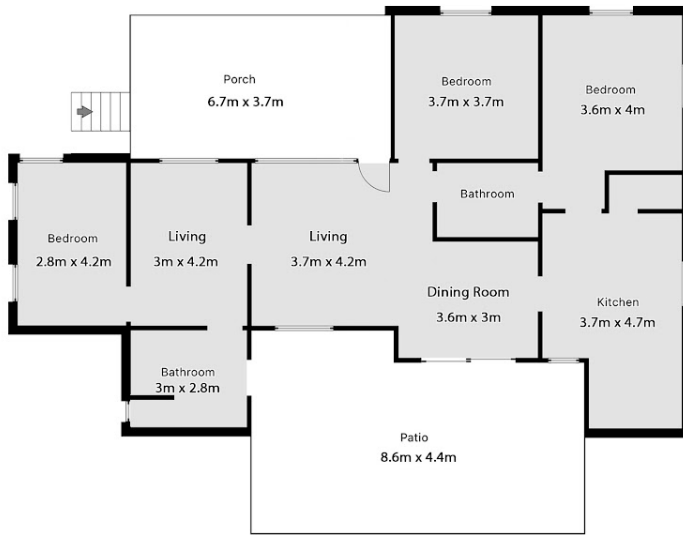 Porch
6.7m x 3.7m
Bedroom
3.7m x 3.7m
Bedroom
3.6m x 4m
Bathroom
Bedroom
2.8m x 4.2m
Living
3m x 4.2m
Living
3.7m x 4.2m
Dining Room
3.6m x 3m
Kitchen
3.7m x 4.7m
Bathroom
3m x 2.8m
Patio
8.6m x 4.4m